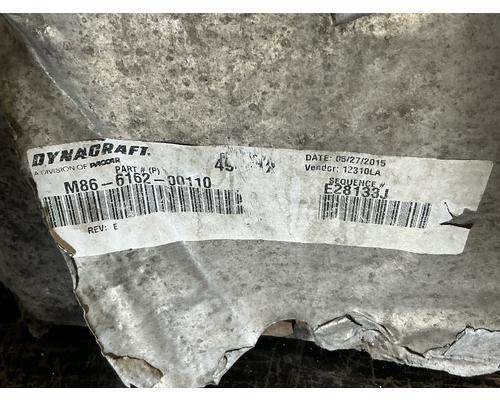 DYNACRAFT.
A DIVISION OF PACCAR
PART # (P)
M86-6162-00110
REV: E
DATE: 05/27/2015
Vendor: 12310LA
SEQUENCE #
E28133J